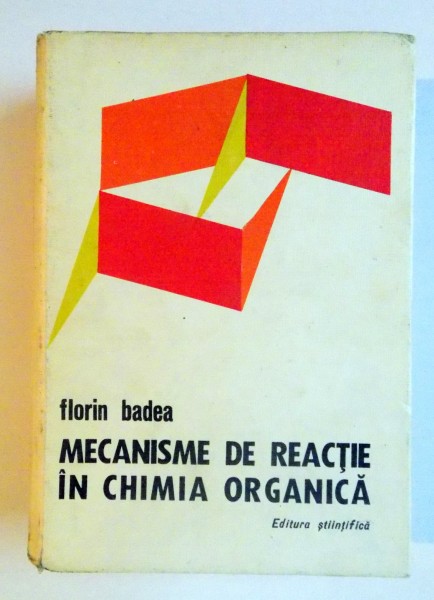 florin badea
MECANISME DE REACȚIE
ÎN CHIMIA ORGANICĂ
Editura științifică